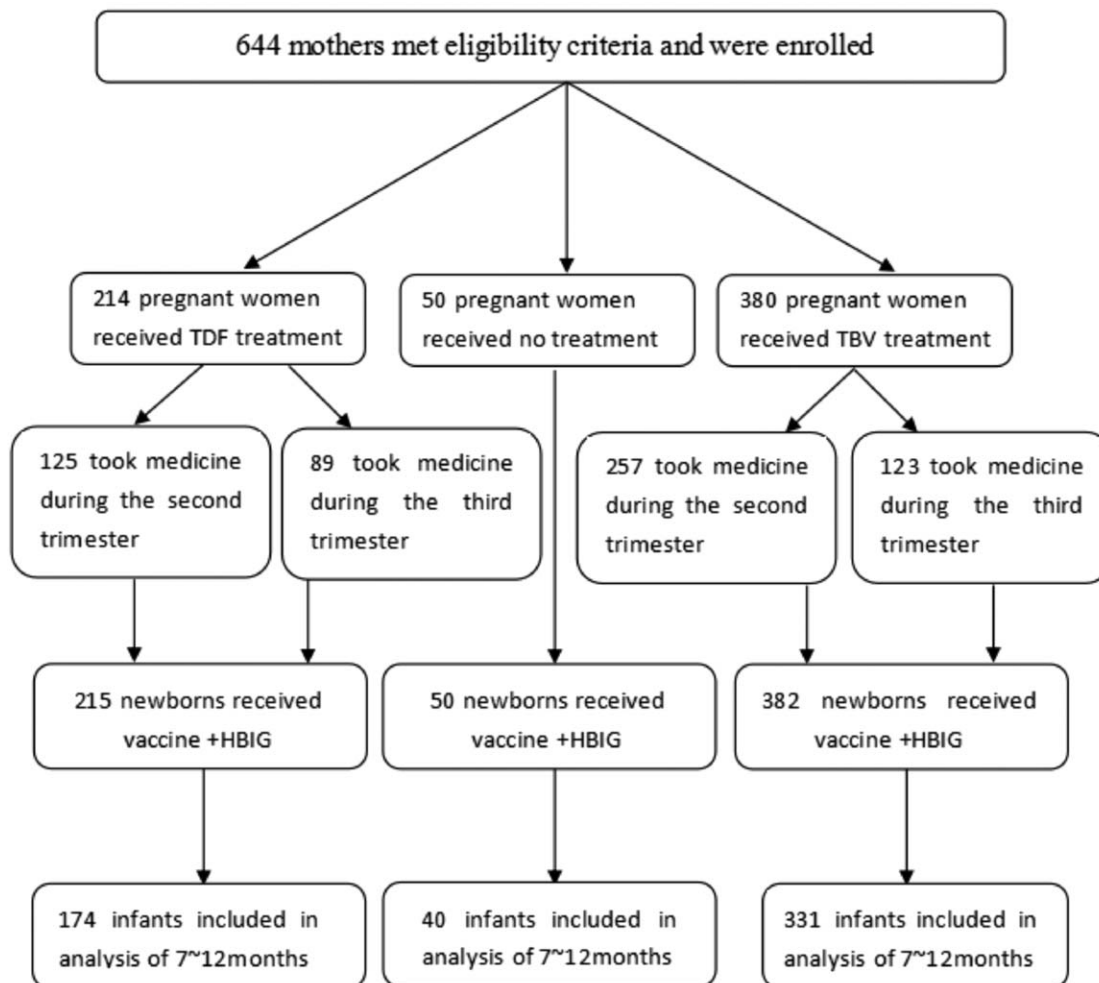 644 mothers met eligibility criteria and were enrolled
214 pregnant women
received TDF treatment
50 pregnant women
received no treatment
380 pregnant women
received TBV treatment
125 took medicine
during the second
trimester
89 took medicine
during the third
trimester
257 took medicine
during the second
trimester
123 took medicine
during the third
trimester
215 newborns received
vaccine +HBIG
50 newborns received
vaccine +HBIG
382 newborns received
vaccine +HBIG
174 infants included in
analysis of 7~12months
40 infants included in
analysis of 7~12months
331 infants included in
analysis of 7~12months